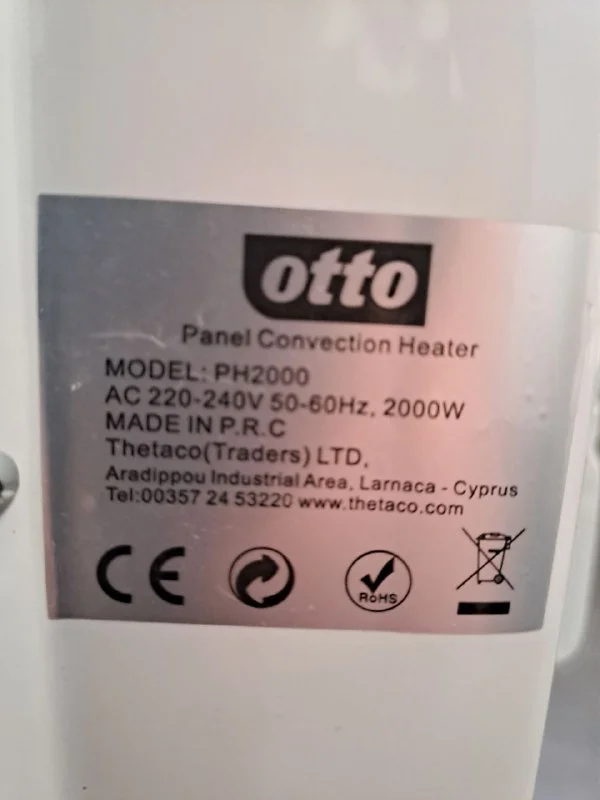 otto
Panel Convection Heater
MODEL: PH2000
AC 220-240V 50-60Hz, 2000W
MADE IN P.R.C
Thetaco(Traders) LTD,
Aradippou Industrial Area, Larnaca - Cyprus
Tel:00357 24 53220 www.thetaco.com
CE
RoHS